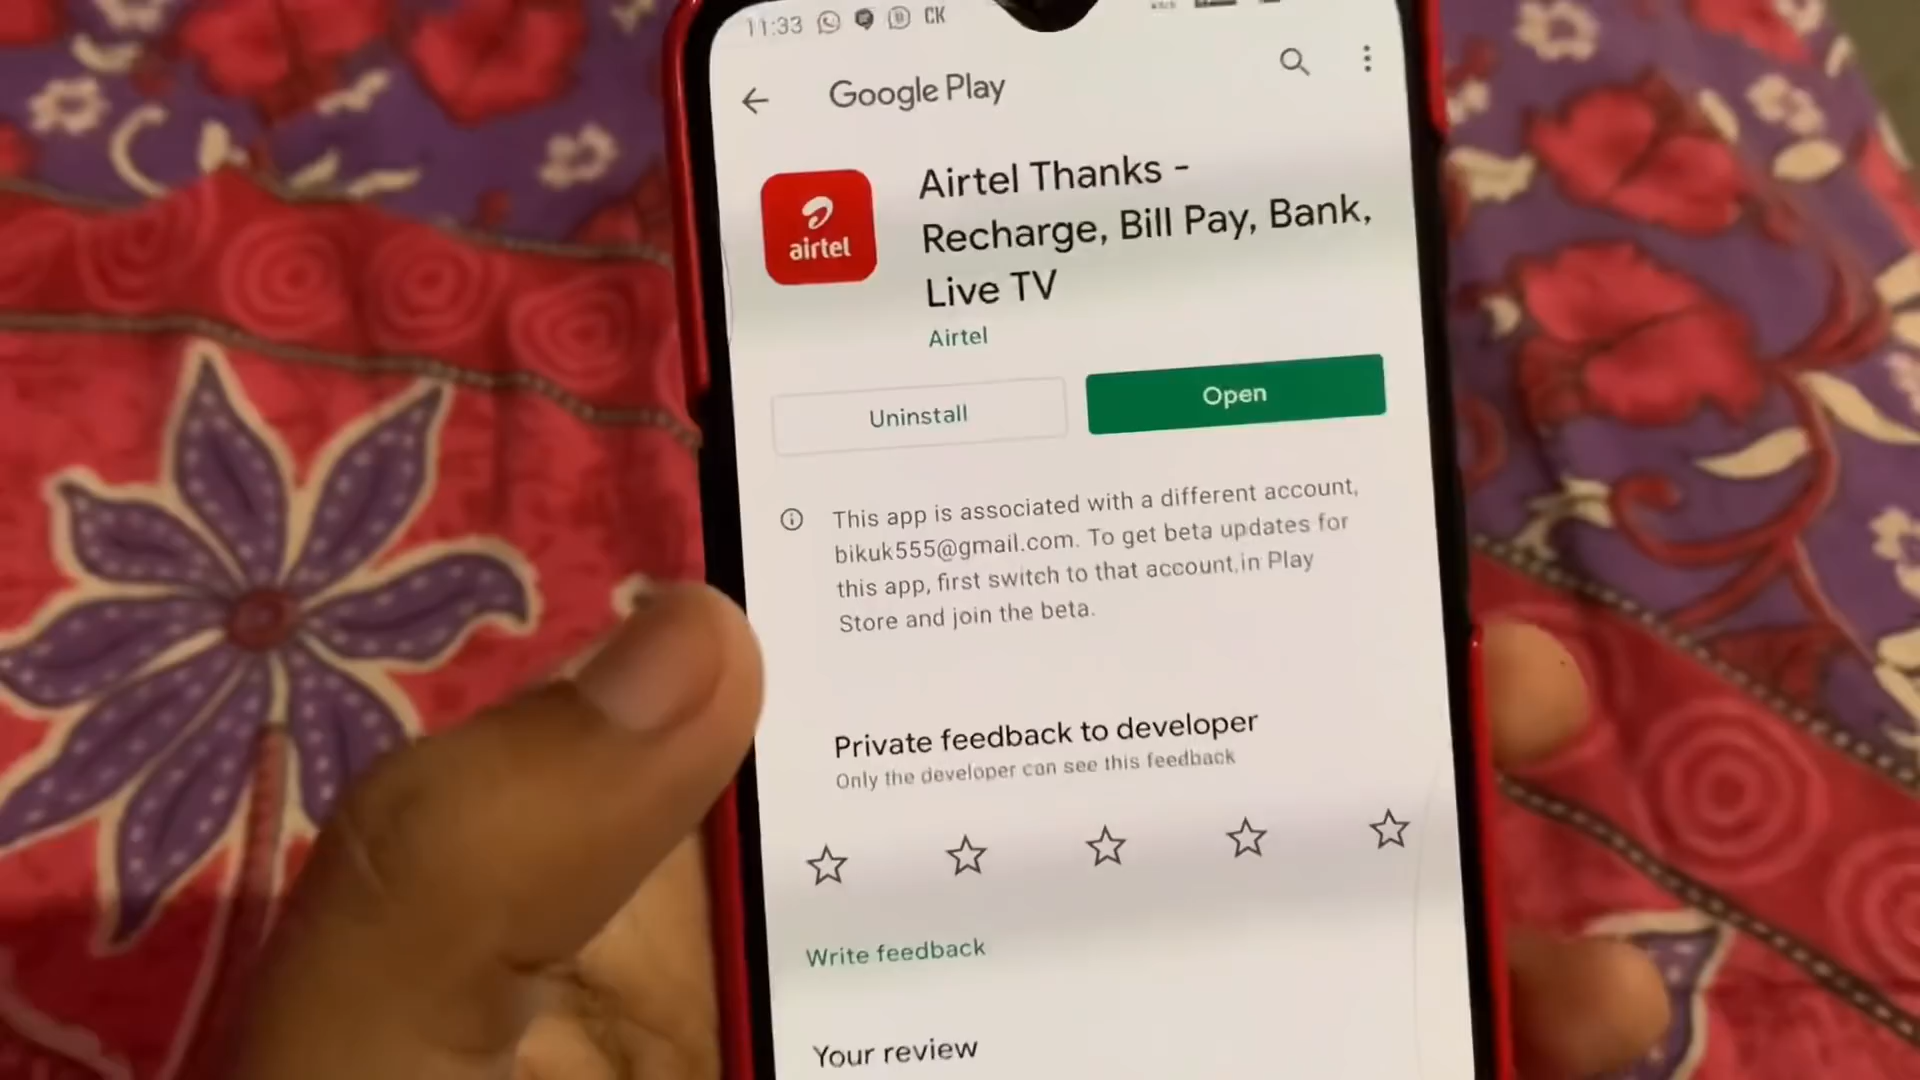 11:33 CK
Google Play
airtel
Airtel Thanks -
Recharge, Bill Pay, Bank,
Live TV
Airtel
Uninstall
Open
This app is associated with a different account,
bikuk555@gmail.com. To get beta updates for
this app, first switch to that account,in Play
Store and join the beta.
Private feedback to developer
Only the developer can see this feedback
Write feedback
Your review